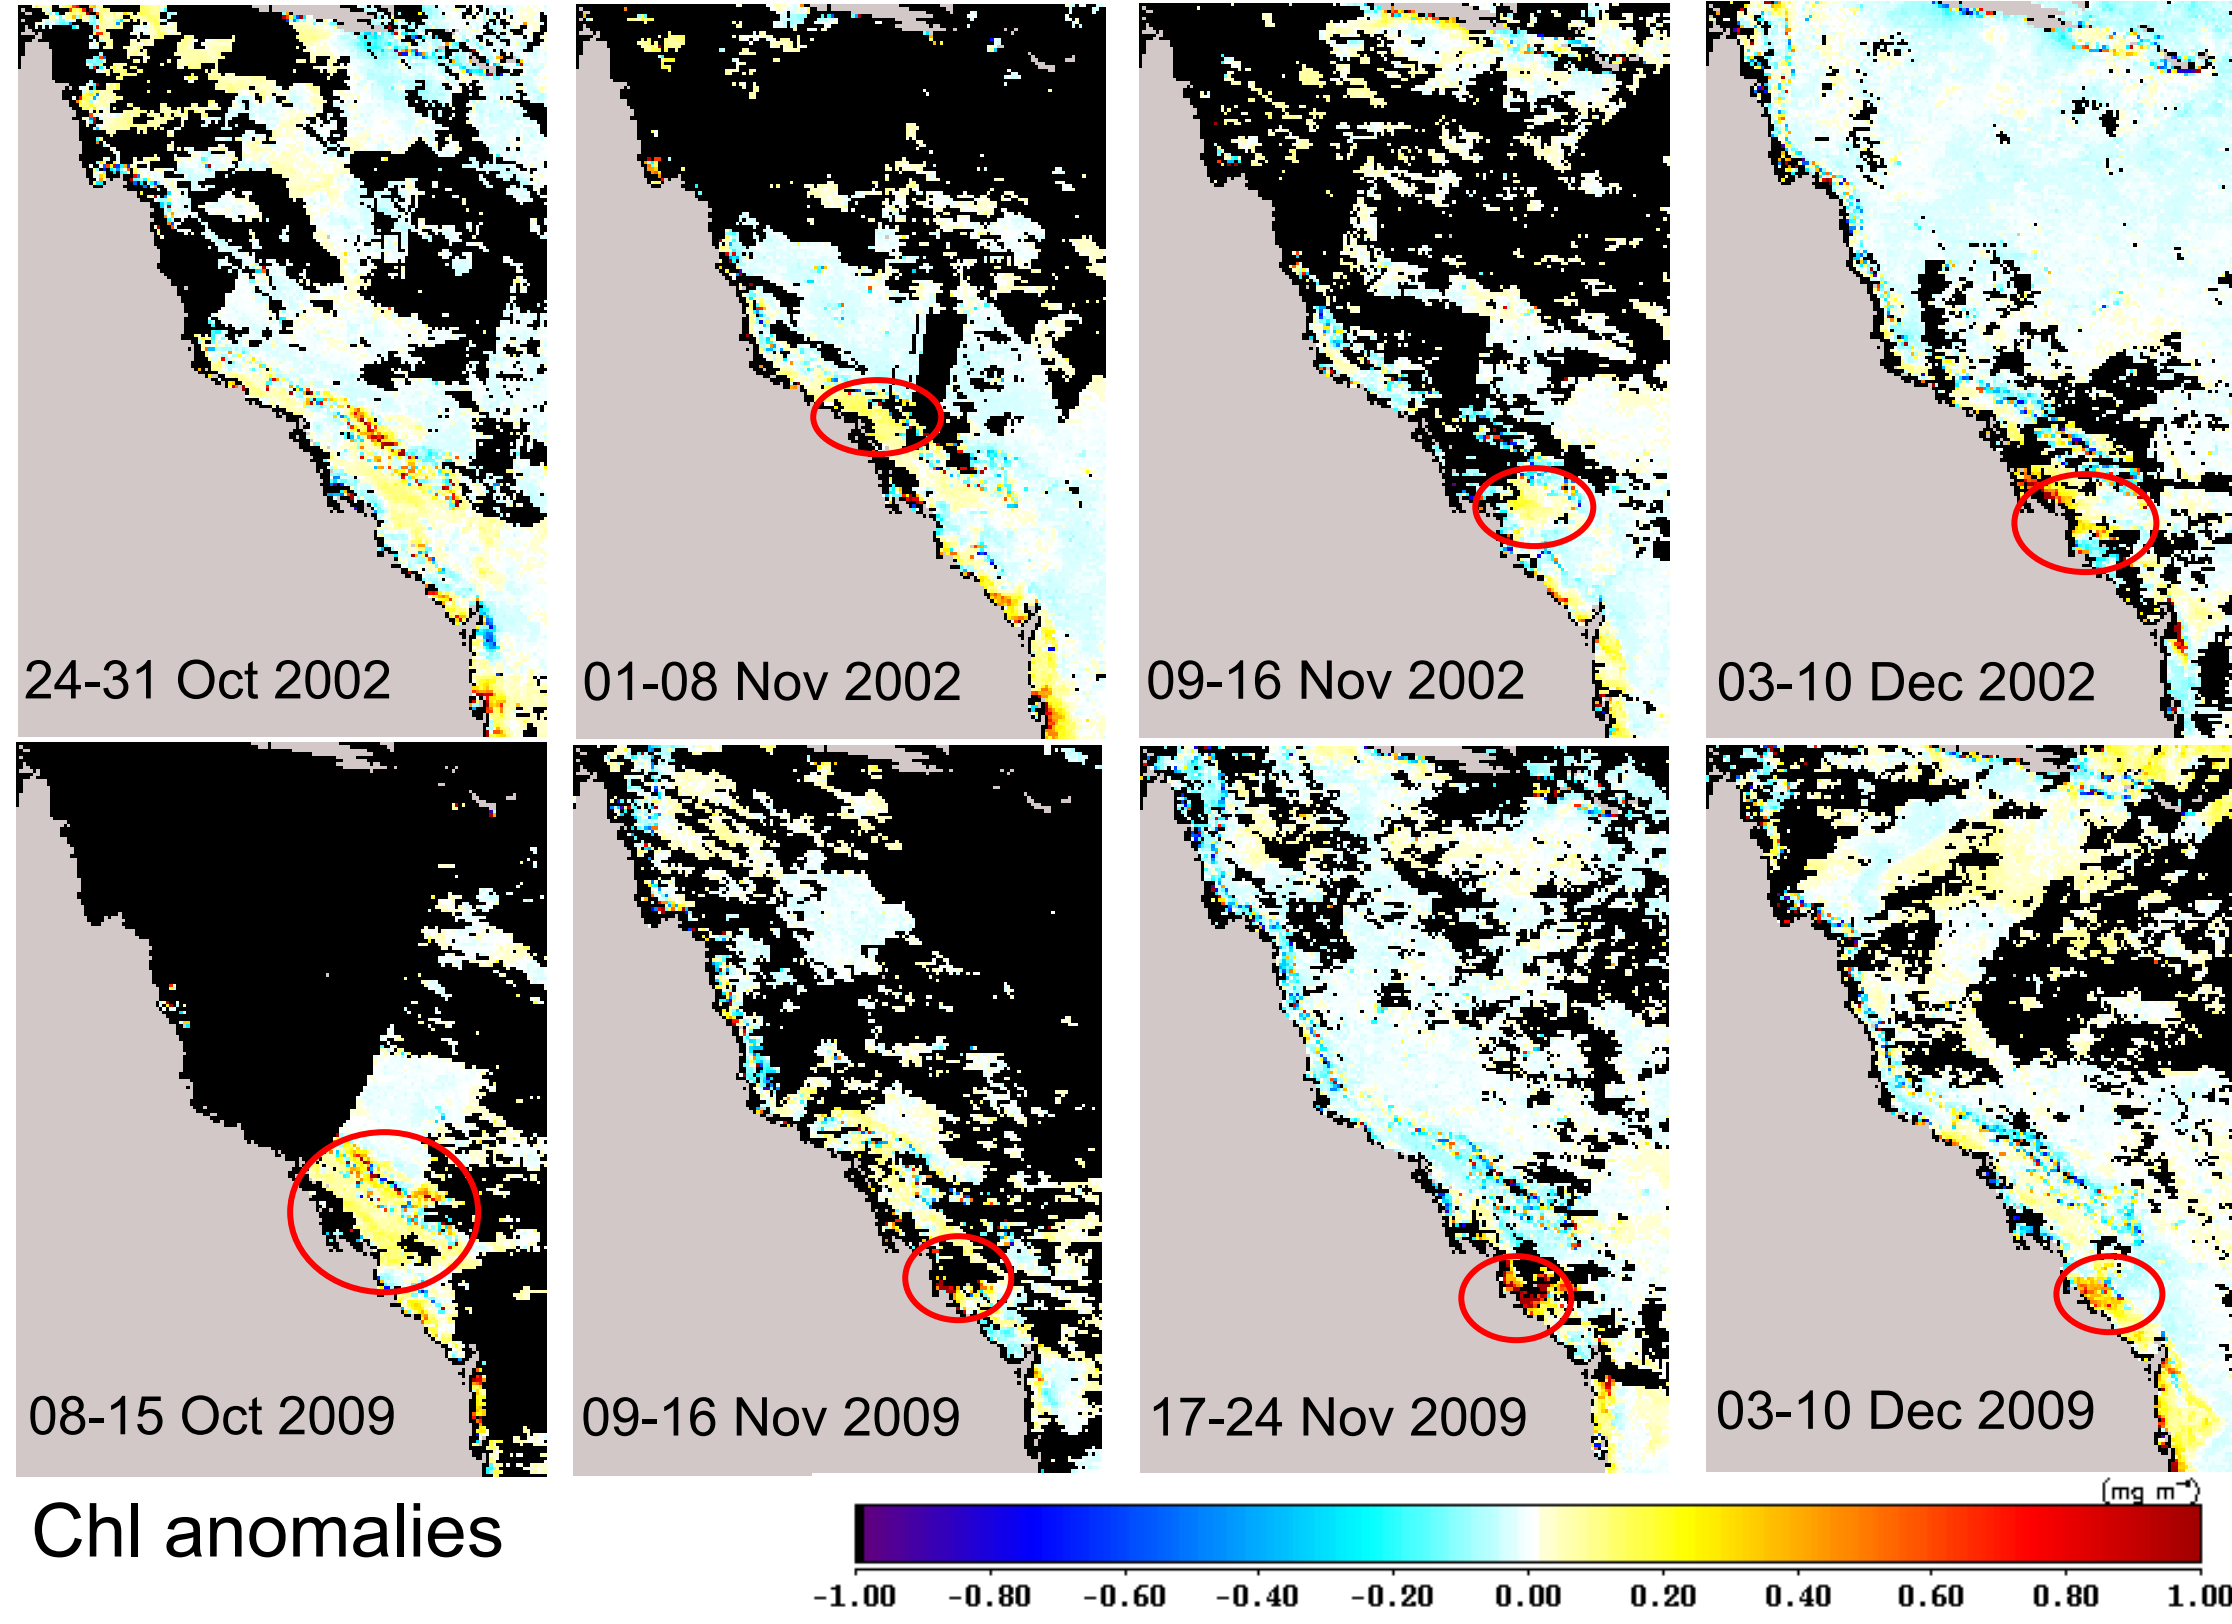 24-31 Oct 2002
01-08 Nov 2002
09-16 Nov 2002
03-10 Dec 2002
08-15 Oct 2009
09-16 Nov 2009
17-24 Nov 2009
03-10 Dec 2009
Chl anomalies
(mg m⁻³)
-1.00 -0.80 -0.60 -0.40 -0.20 0.00 0.20 0.40 0.60 0.80 1.00